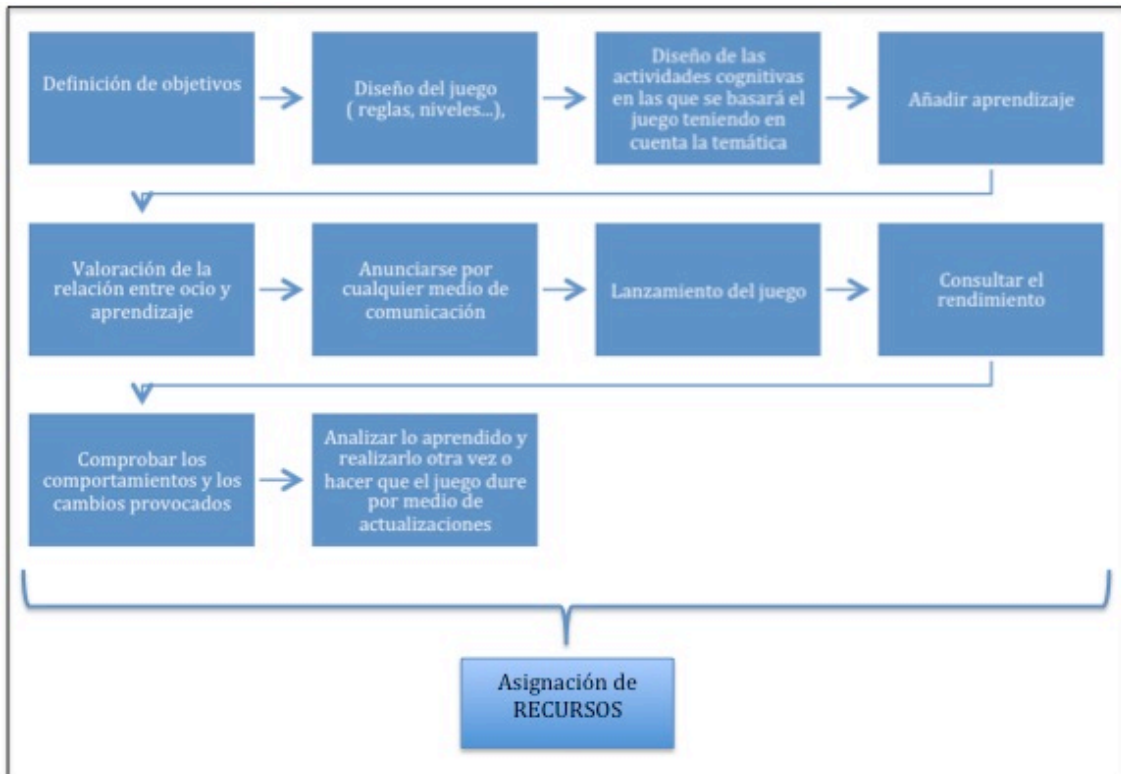 Definición de objetivos
Diseño del juego
( reglas, niveles...),
Diseño de las
actividades cognitivas
en las que se basará el
juego teniendo en
cuenta la temática
Añadir aprendizaje
Valoración de la
relación entre ocio y
aprendizaje
Anunciarse por
cualquier medio de
comunicación
Lanzamiento del juego
Consultar el
rendimiento
Comprobar los
comportamientos y los
cambios provocados
Analizar lo aprendido y
realizarlo otra vez o
hacer que el juego dure
por medio de
actualizaciones
Asignación de
RECURSOS